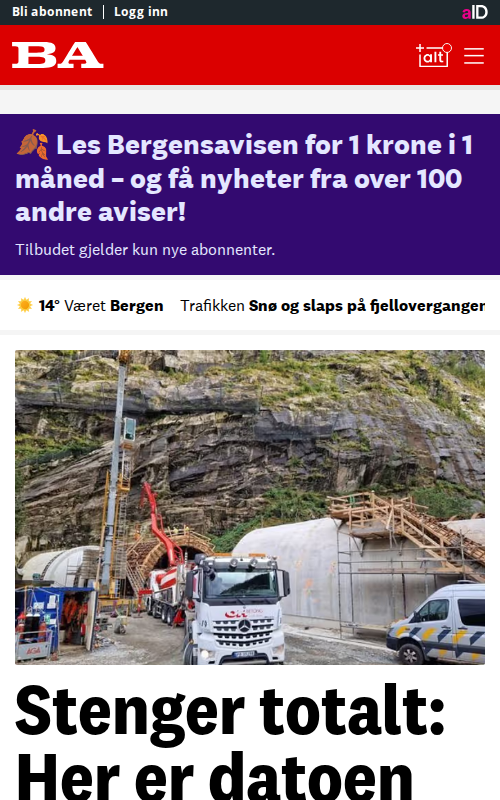 Bli abonnent Logg inn aID
BA +alt
Les Bergensavisen for 1 krone i 1
måned – og få nyheter fra over 100
andre aviser!
Tilbudet gjelder kun nye abonnenter.
14° Været Bergen Trafikken Snø og slaps på fjelloverganger
AGA
Stenger totalt:
Her er datoen